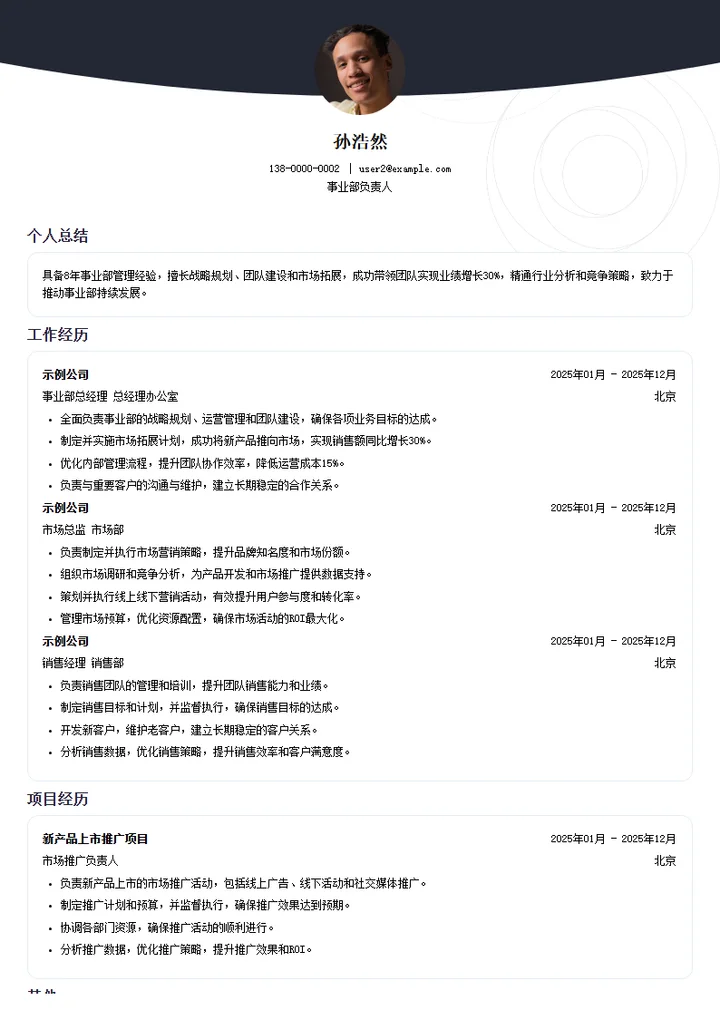 孙浩然
138-0000-0002 | user2@example.com
事业部负责人
个人总结
具备8年事业部管理经验，擅长战略规划、团队建设和市场拓展，成功带领团队实现业绩增长30%，精通行业分析和竞争策略，致力于
推动事业部持续发展。
工作经历
示例公司 2025年01月 - 2025年12月
事业部总经理 总经理办公室 北京
• 全面负责事业部的战略规划、运营管理和团队建设，确保各项业务目标的达成。
• 制定并实施市场拓展计划，成功将新产品推向市场，实现销售额同比增长30%。
• 优化内部管理流程，提升团队协作效率，降低运营成本15%。
• 负责与重要客户的沟通与维护，建立长期稳定的合作关系。
示例公司 2025年01月 - 2025年12月
市场总监 市场部 北京
• 负责制定并执行市场营销策略，提升品牌知名度和市场份额。
• 组织市场调研和竞争分析，为产品开发和市场推广提供数据支持。
• 策划并执行线上线下营销活动，有效提升用户参与度和转化率。
• 管理市场预算，优化资源配置，确保市场活动的ROI最大化。
示例公司 2025年01月 - 2025年12月
销售经理 销售部 北京
• 负责销售团队的管理和培训，提升团队销售能力和业绩。
• 制定销售目标和计划，并监督执行，确保销售目标的达成。
• 开发新客户，维护老客户，建立长期稳定的客户关系。
• 分析销售数据，优化销售策略，提升销售效率和客户满意度。
项目经历
新产品上市推广项目 2025年01月 - 2025年12月
市场推广负责人 北京
• 负责新产品上市的市场推广活动，包括线上广告、线下活动和社交媒体推广。
• 制定推广计划和预算，并监督执行，确保推广效果达到预期。
• 协调各部门资源，确保推广活动的顺利进行。
• 分析推广数据，优化推广策略，提升推广效果和ROI。